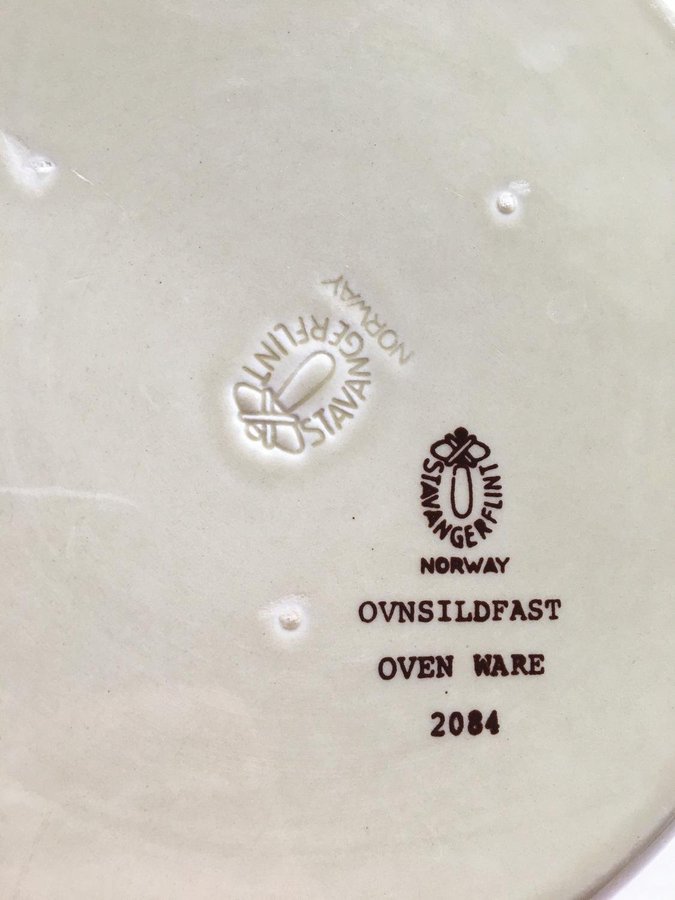 STAVANGERFLINT
NORWAY
STAVANGERFLINT
NORWAY
OVNSILDFAST
OVEN WARE
2084